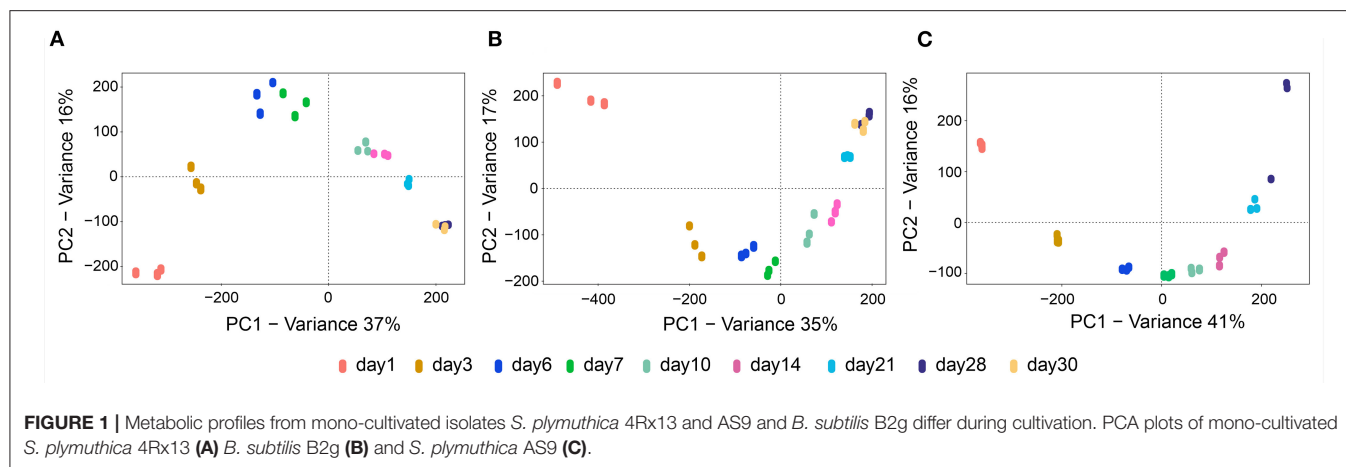 A
B
C
PC2 – Variance 16%
200
100
0
−100
−200
−200
0
200
PC1 – Variance 37%
PC2 – Variance 17%
200
100
0
−100
−200
−400
−200
0
200
PC1 – Variance 35%
PC2 – Variance 16%
200
100
0
−100
−200
0
200
PC1 – Variance 41%
day1 day3 day6 day7 day10 day14 day21 day28 day30
FIGURE 1 | Metabolic profiles from mono-cultivated isolates S. plymuthica 4Rx13 and AS9 and B. subtilis B2g differ during cultivation. PCA plots of mono-cultivated
S. plymuthica 4Rx13 (A) B. subtilis B2g (B) and S. plymuthica AS9 (C).